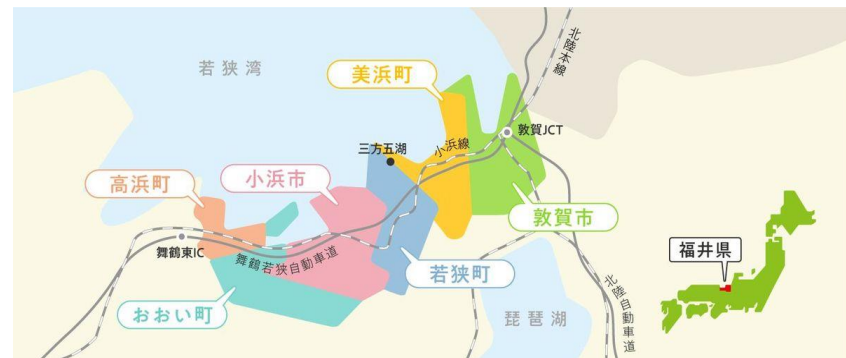 若狭湾
美浜町
北陸本線
敦賀JCT
小浜線
三方五湖
高浜町
小浜市
敦賀市
舞鶴東IC
舞鶴若狭自動車道
若狭町
おおい町
琵琶湖
北陸自動車道
福井県